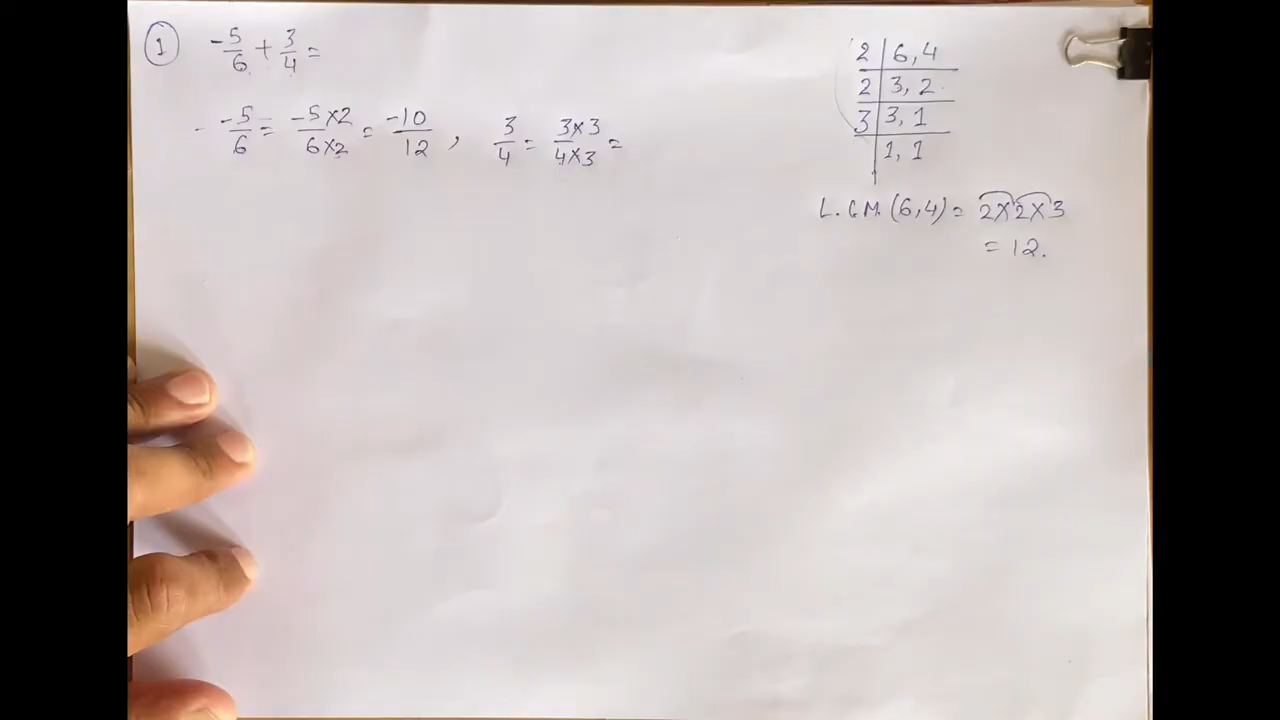 1 -5/6 + 3/4 =
-5/6 = -5×2/6×2 = -10/12 , 3/4 = 3×3/4×3 =
2 | 6, 4
2 | 3, 2
3 | 3, 1
| 1, 1
L.C.M. (6,4) = 2×2×3
= 12.